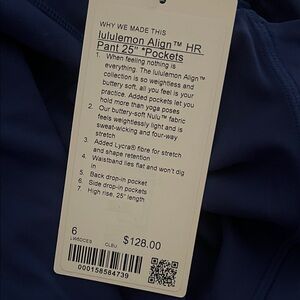 WHY WE MADE THIS
lululemon Align™ HR
Pant 25" *Pockets
1. When feeling nothing is
everything. The lululemon Align™
collection is so weightless and
buttery soft, all you feel is your
practice. Added pockets let you
hold more than yoga poses
2. Our buttery-soft Nulu™ fabric
feels weightlessly light and is
sweat-wicking and four-way
stretch
3. Added Lycra® fibre for stretch
and shape retention
4. Waistband lies flat and won't dig
in
5. Back drop-in pocket
6. Side drop-in pockets
7. High rise, 25" length
6 $128.00
CLBU
000158584739